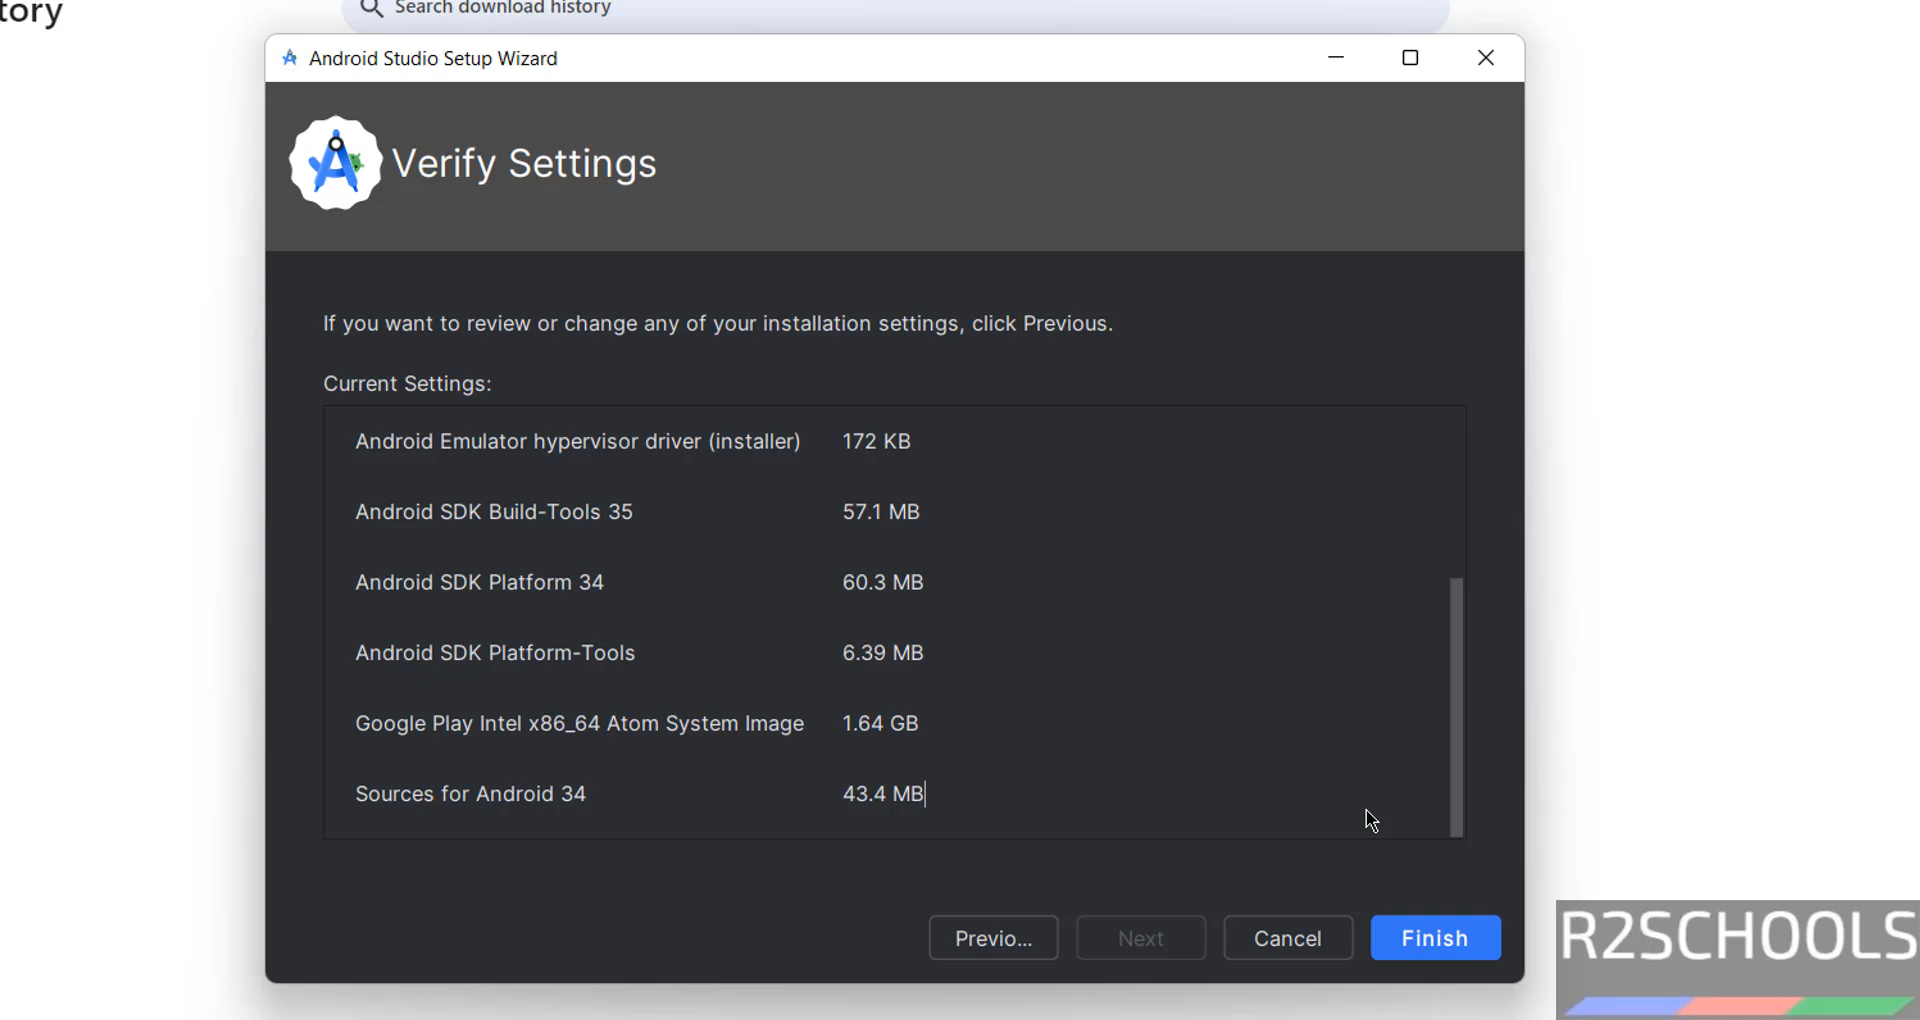 tory
Search download history
Android Studio Setup Wizard
Verify Settings
If you want to review or change any of your installation settings, click Previous.
Current Settings:
Android Emulator hypervisor driver (installer) 172 KB
Android SDK Build-Tools 35 57.1 MB
Android SDK Platform 34 60.3 MB
Android SDK Platform-Tools 6.39 MB
Google Play Intel x86_64 Atom System Image 1.64 GB
Sources for Android 34 43.4 MB
Previo... Next Cancel Finish
R2SCHOOLS